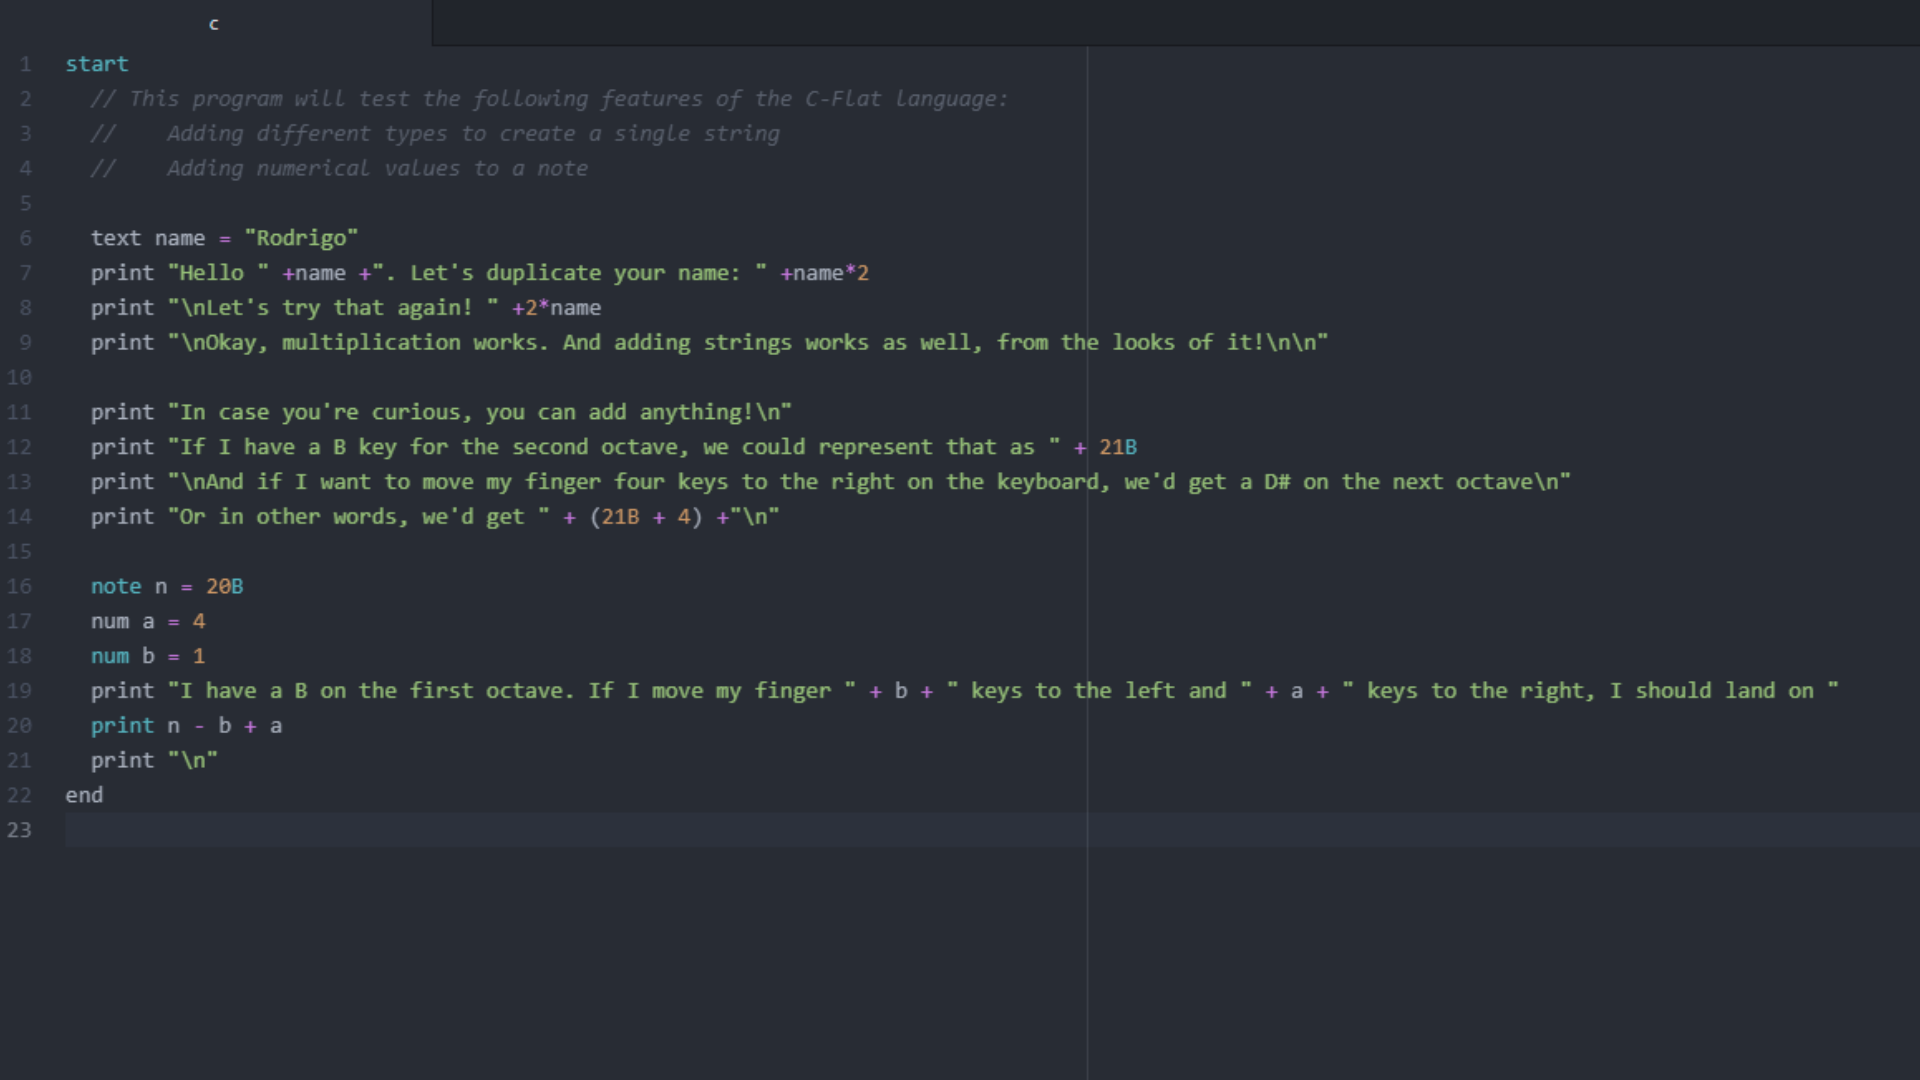 c
1 start
2 // This program will test the following features of the C-Flat language:
3 //    Adding different types to create a single string
4 //    Adding numerical values to a note
5
6 text name = "Rodrigo"
7 print "Hello " +name +". Let's duplicate your name: " +name*2
8 print "\nLet's try that again! " +2*name
9 print "\nOkay, multiplication works. And adding strings works as well, from the looks of it!\n\n"
10
11 print "In case you're curious, you can add anything!\n"
12 print "If I have a B key for the second octave, we could represent that as " + 21B
13 print "\nAnd if I want to move my finger four keys to the right on the keyboard, we'd get a D# on the next octave\n"
14 print "Or in other words, we'd get " + (21B + 4) +"\n"
15
16 note n = 20B
17 num a = 4
18 num b = 1
19 print "I have a B on the first octave. If I move my finger " + b + " keys to the left and " + a + " keys to the right, I should land on "
20 print n - b + a
21 print "\n"
22 end
23